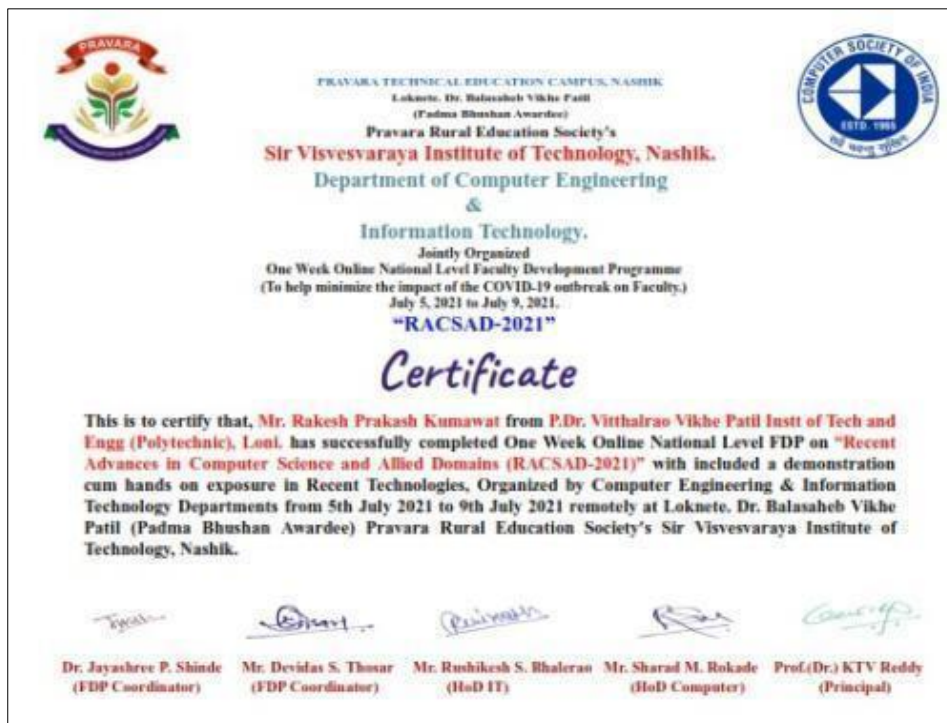 PRAVARA
COMPUTER SOCIETY OF INDIA
ESTD. 1965
PRAVARA TECHNICAL EDUCATION CAMPUS, NASHIK
Loknete. Dr. Balasaheb Vikhe Patil
(Padma Bhushan Awardee)
Pravara Rural Education Society's
Sir Visvesvaraya Institute of Technology, Nashik.
Department of Computer Engineering
&
Information Technology.
Jointly Organized
One Week Online National Level Faculty Development Programme
(To help minimize the impact of the COVID-19 outbreak on Faculty.)
July 5, 2021 to July 9, 2021.
“RACSAD-2021”
Certificate
This is to certify that, Mr. Rakesh Prakash Kumawat from P.Dr. Vitthalrao Vikhe Patil Instt of Tech and
Engg (Polytechnic), Loni. has successfully completed One Week Online National Level FDP on “Recent
Advances in Computer Science and Allied Domains (RACSAD-2021)” with included a demonstration
cum hands on exposure in Recent Technologies, Organized by Computer Engineering & Information
Technology Departments from 5th July 2021 to 9th July 2021 remotely at Loknete. Dr. Balasaheb Vikhe
Patil (Padma Bhushan Awardee) Pravara Rural Education Society's Sir Visvesvaraya Institute of
Technology, Nashik.
Dr. Jayashree P. Shinde Mr. Devidas S. Thosar Mr. Rushikesh S. Bhalerao Mr. Sharad M. Rokade Prof.(Dr.) KTV Reddy
(FDP Coordinator) (FDP Coordinator) (HoD IT) (HoD Computer) (Principal)